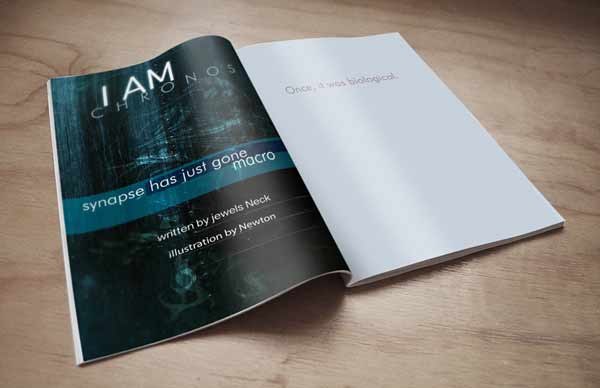 I AM
CHRONOS
synapse has just gone
macro
written by jewels Neck
illustration by Newton
Once, it was biological.